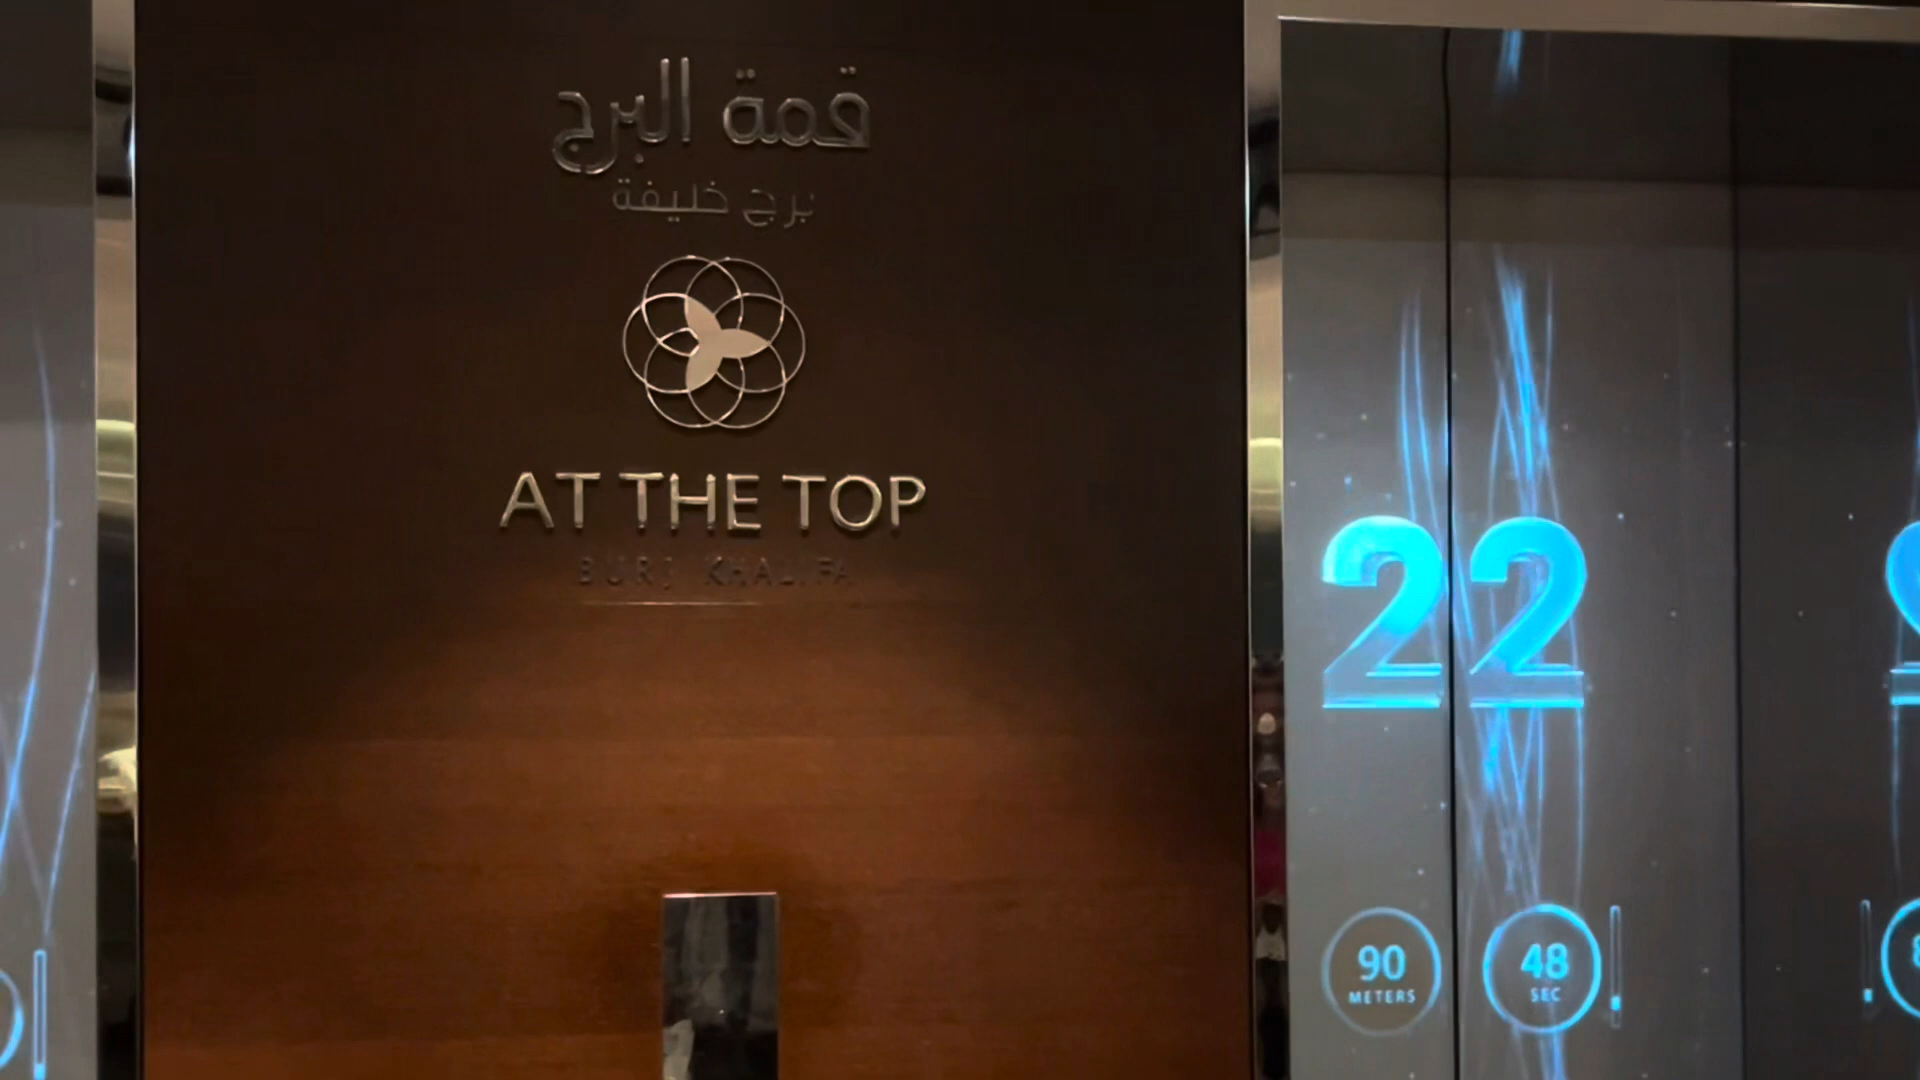 قمة البرج
برج خليفة
AT THE TOP
BURJ KHALIFA
22
90
METERS
48
SEC